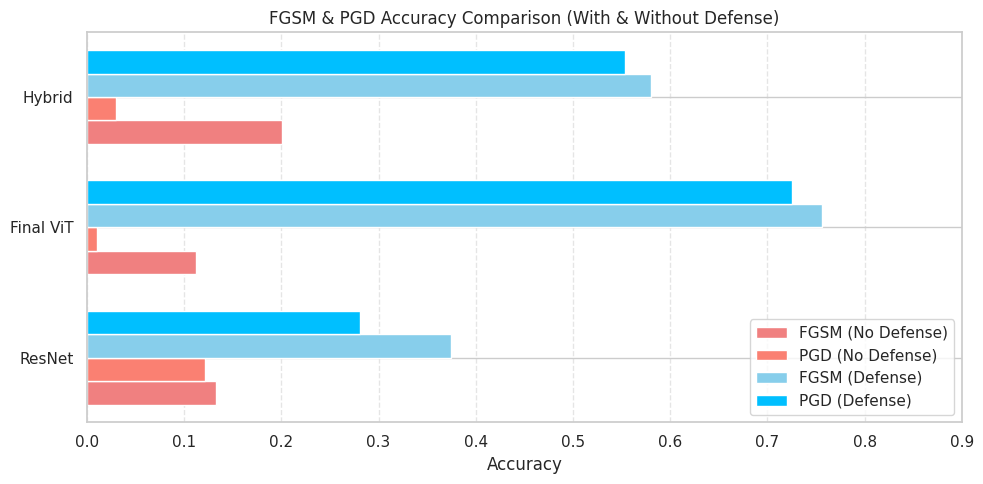 FGSM & PGD Accuracy Comparison (With & Without Defense)
Hybrid
Final ViT
ResNet
FGSM (No Defense)
PGD (No Defense)
FGSM (Defense)
PGD (Defense)
0.0 0.1 0.2 0.3 0.4 0.5 0.6 0.7 0.8 0.9
Accuracy